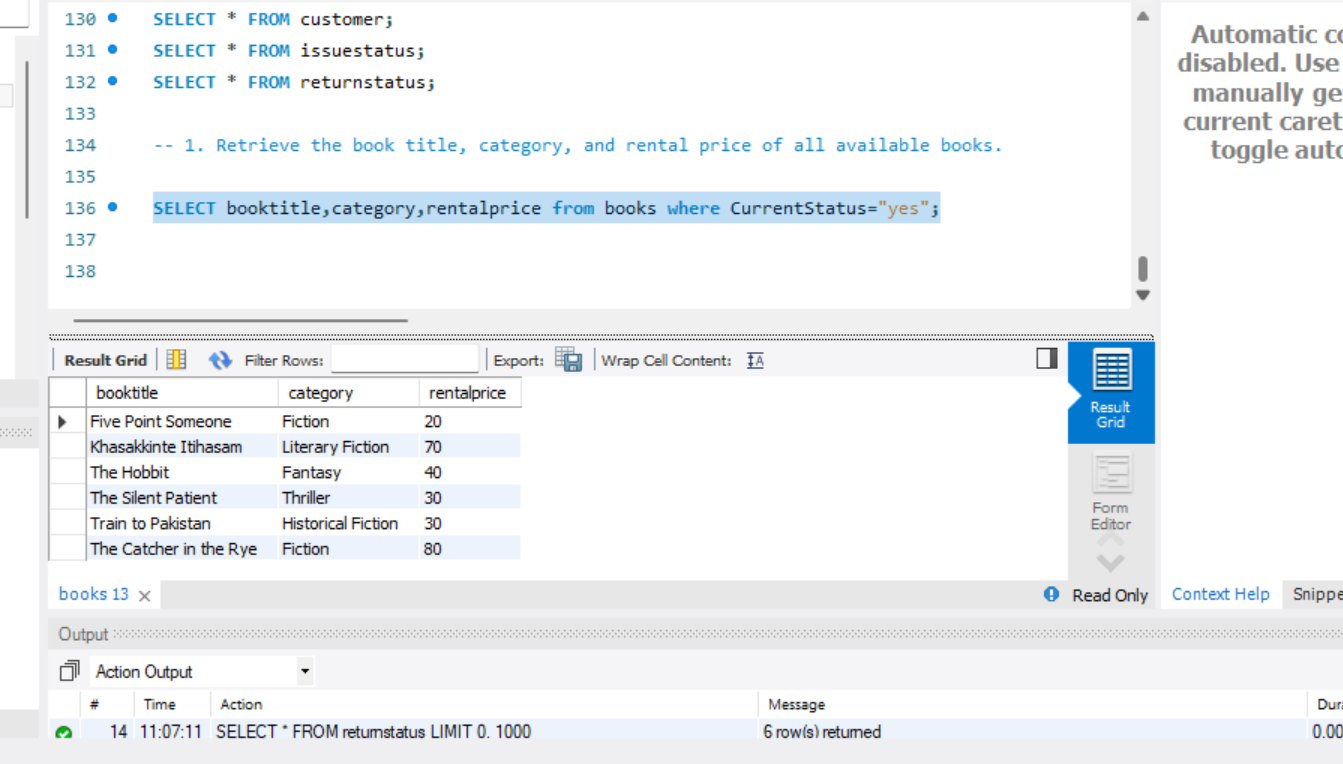 130 SELECT * FROM customer;
131 SELECT * FROM issuestatus;
132 SELECT * FROM returnstatus;
133
134 -- 1. Retrieve the book title, category, and rental price of all available books.
135
136 SELECT booktitle,category,rentalprice from books where CurrentStatus="yes";
137
138
Automatic co
disabled. Use
manually ge
current caret
toggle auto
Result Grid Filter Rows: Export: Wrap Cell Content: IA
booktitle category rentalprice
Five Point Someone Fiction 20
Khasakkinte Itihasam Literary Fiction 70
The Hobbit Fantasy 40
The Silent Patient Thriller 30
Train to Pakistan Historical Fiction 30
The Catcher in the Rye Fiction 80
Result
Grid
Form
Editor
books 13 Read Only Context Help Snippe
Output
Action Output
# Time Action Message Dura
14 11:07:11 SELECT * FROM returnstatus LIMIT 0, 1000 6 row(s) returned 0.00